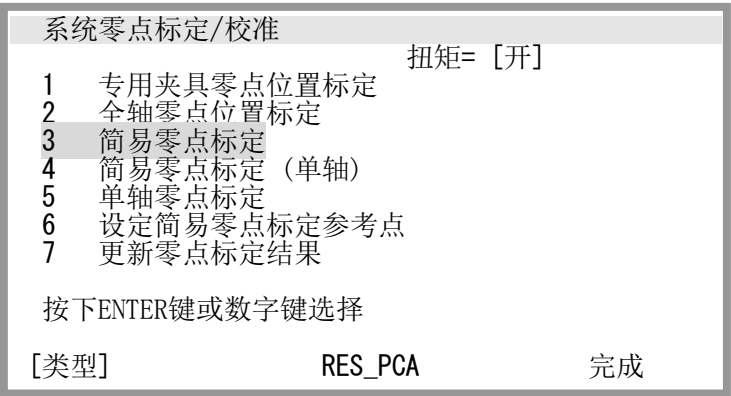 系统零点标定/校准
扭矩= [开]
1 专用夹具零点位置标定
2 全轴零点位置标定
3 简易零点标定
4 简易零点标定 (单轴)
5 单轴零点标定
6 设定简易零点标定参考点
7 更新零点标定结果
按下ENTER键或数字键选择
[类型] RES_PCA 完成